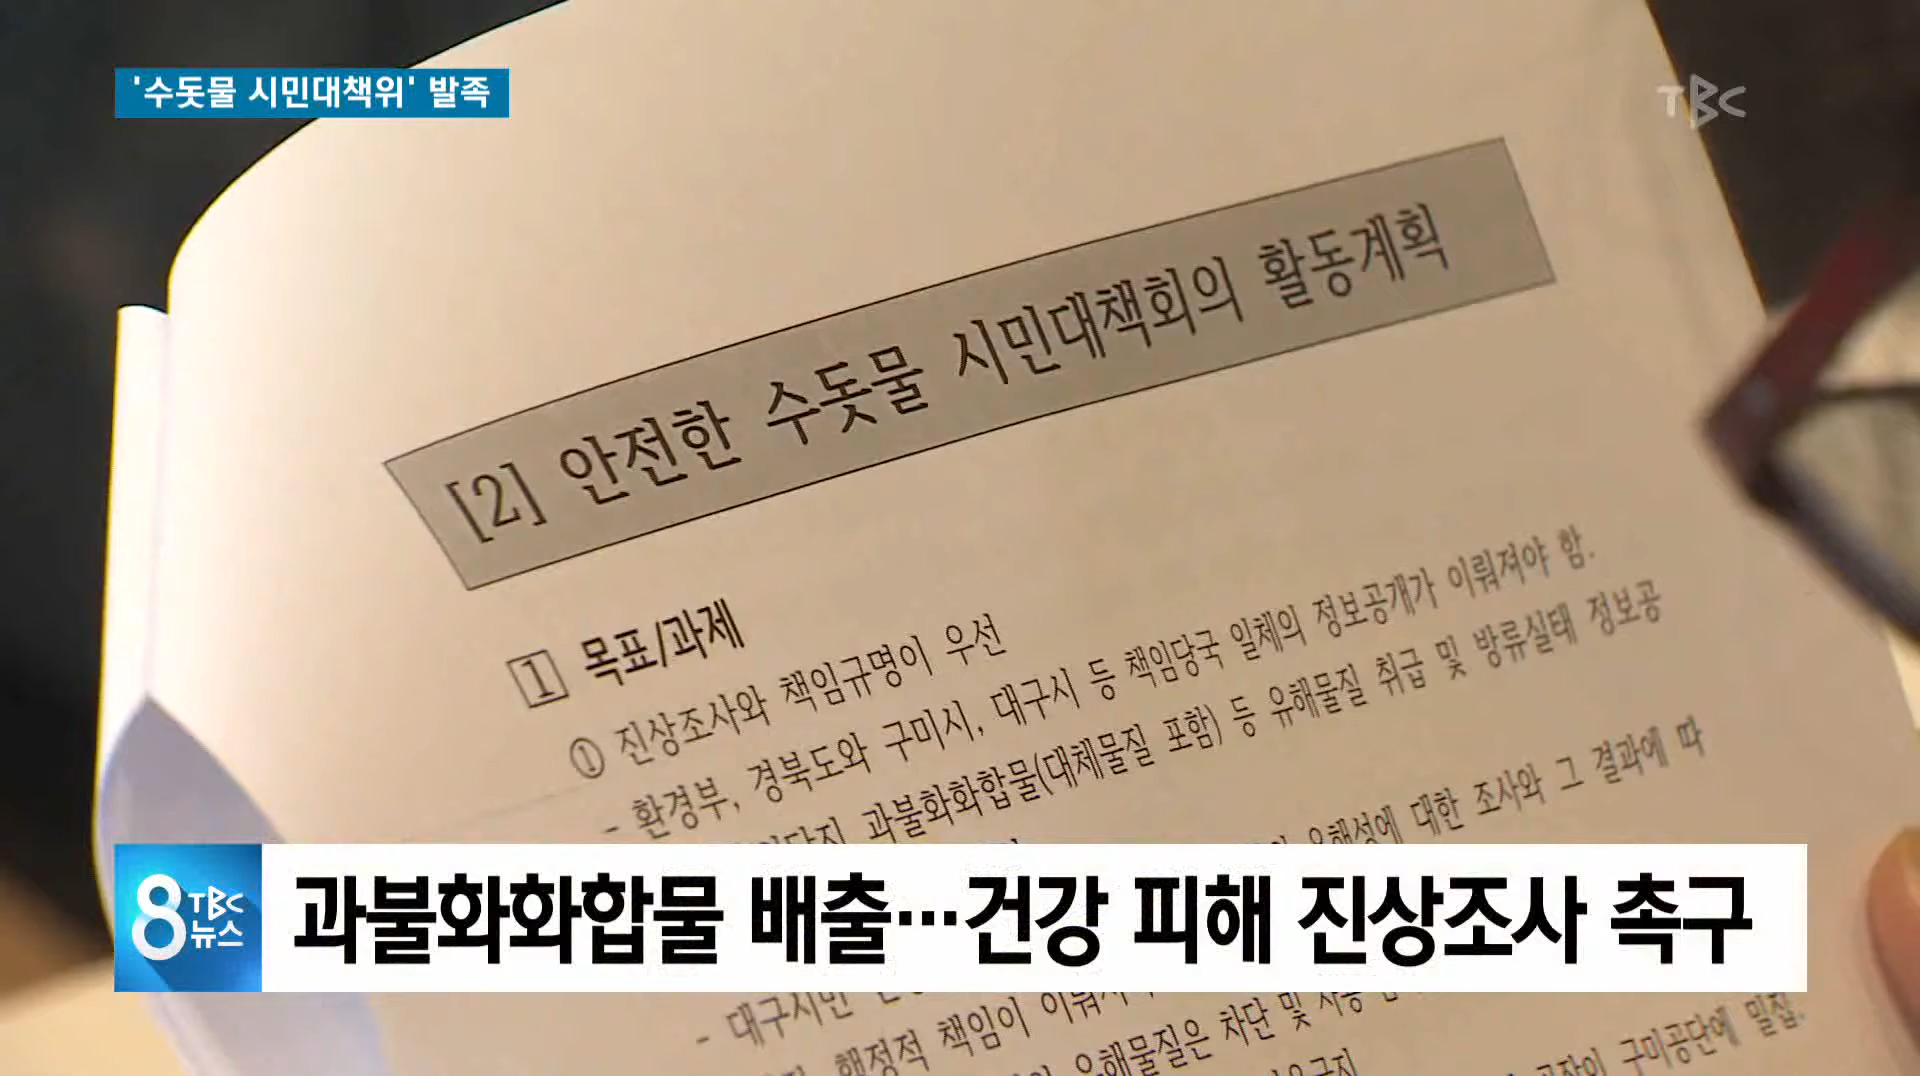 '수돗물 시민대책위' 발족
TBC
[2] 안전한 수돗물 시민대책회의 활동계획
1 목표/과제
① 진상조사와 책임규명이 우선
- 환경부, 경북도와 구미시, 대구시 등 책임당국 일체의 정보공개가 이뤄져야 함.
과불화화합물(대체물질 포함) 등 유해물질 취급 및 방류실태 정보공
유해성에 대한 조사와 그 결과에 따
8 TBC 뉴스
과불화화합물 배출…건강 피해 진상조사 촉구
- 대구시민
행정적 책임이 이뤄져
유해물질은 차단 및
구미공단에 밀집.